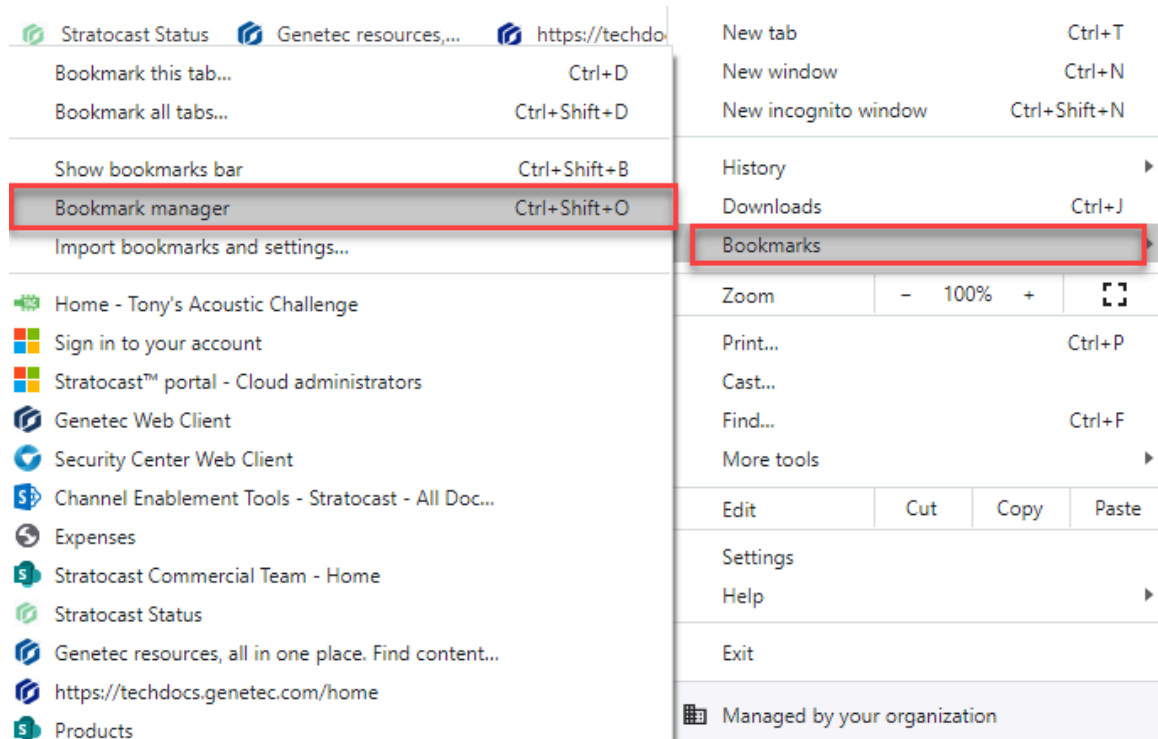 Stratocast Status Genetec resources,... https://techdo
Bookmark this tab... Ctrl+D
Bookmark all tabs... Ctrl+Shift+D
Show bookmarks bar Ctrl+Shift+B
Bookmark manager Ctrl+Shift+O
Import bookmarks and settings...
Home - Tony's Acoustic Challenge
Sign in to your account
Stratocast™ portal - Cloud administrators
Genetec Web Client
Security Center Web Client
Channel Enablement Tools - Stratocast - All Doc...
Expenses
Stratocast Commercial Team - Home
Stratocast Status
Genetec resources, all in one place. Find content...
https://techdocs.genetec.com/home
Products
New tab Ctrl+T
New window Ctrl+N
New incognito window Ctrl+Shift+N
History
Downloads Ctrl+J
Bookmarks
Zoom - 100% +
Print... Ctrl+P
Cast...
Find... Ctrl+F
More tools
Edit Cut Copy Paste
Settings
Help
Exit
Managed by your organization